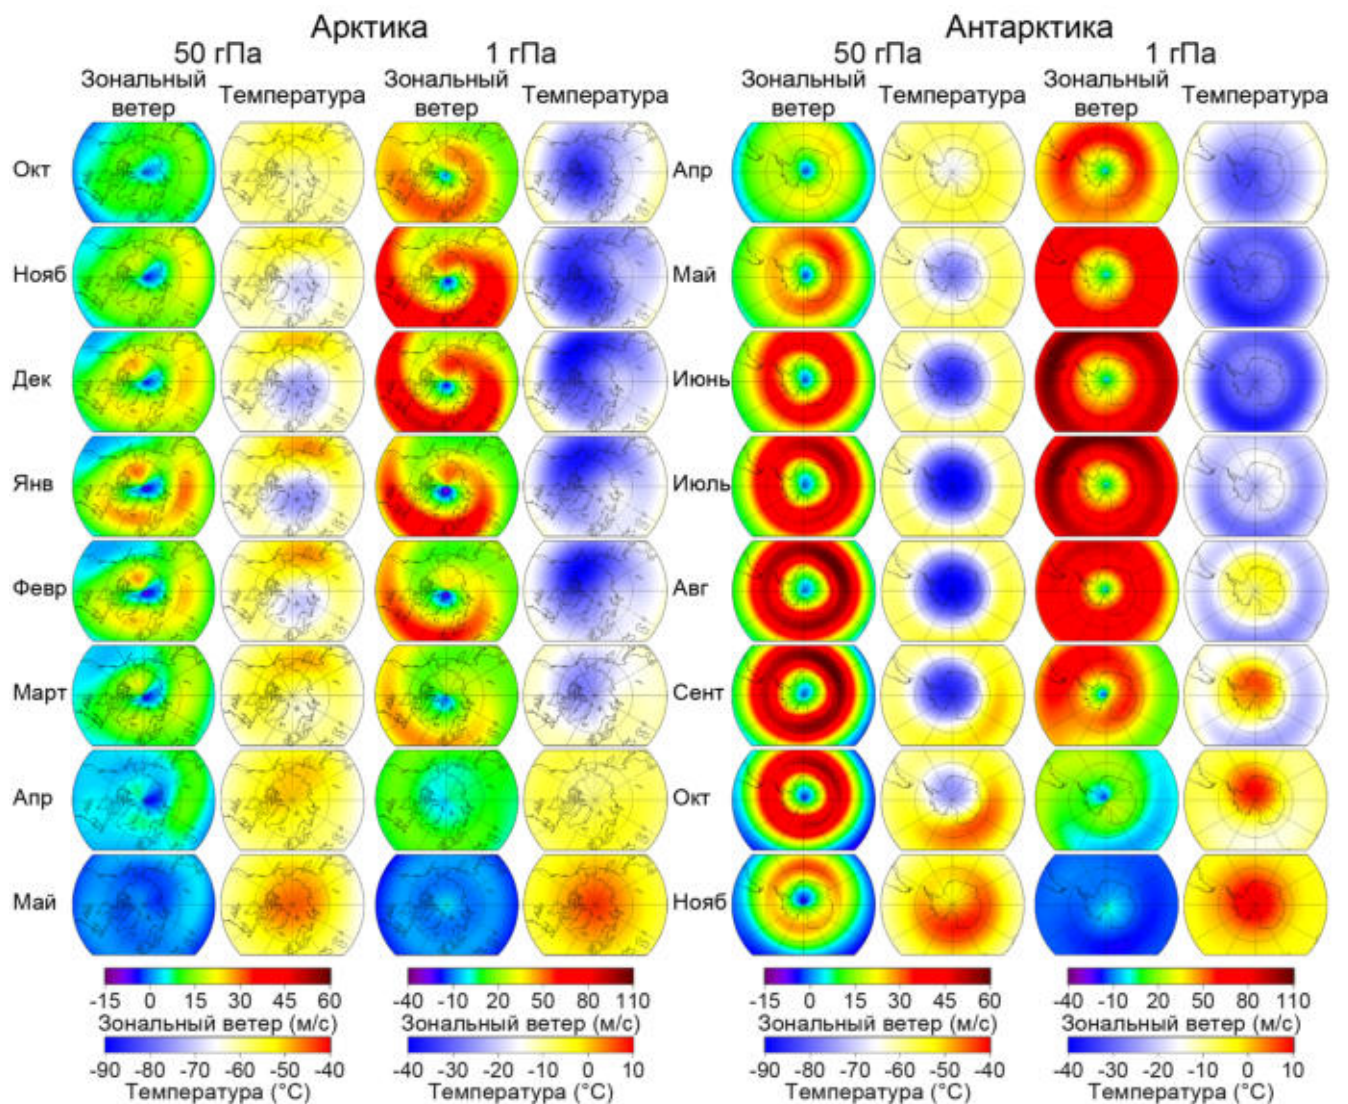 Арктика Антарктика
50 гПа 1 гПа 50 гПа 1 гПа
Зональный ветер Температура Зональный ветер Температура Зональный ветер Температура Зональный ветер Температура
Окт Апр
Нояб Май
Дек Июнь
Янв Июль
Февр Авг
Март Сент
Апр Окт
Май Нояб
-15 0 15 30 45 60 -40 -10 20 50 80 110 -15 0 15 30 45 60 -40 -10 20 50 80 110
Зональный ветер (м/с) Зональный ветер (м/с) Зональный ветер (м/с) Зональный ветер (м/с)
-90 -80 -70 -60 -50 -40 -40 -30 -20 -10 0 10 -90 -80 -70 -60 -50 -40 -40 -30 -20 -10 0 10
Температура (°C) Температура (°C) Температура (°C) Температура (°C)